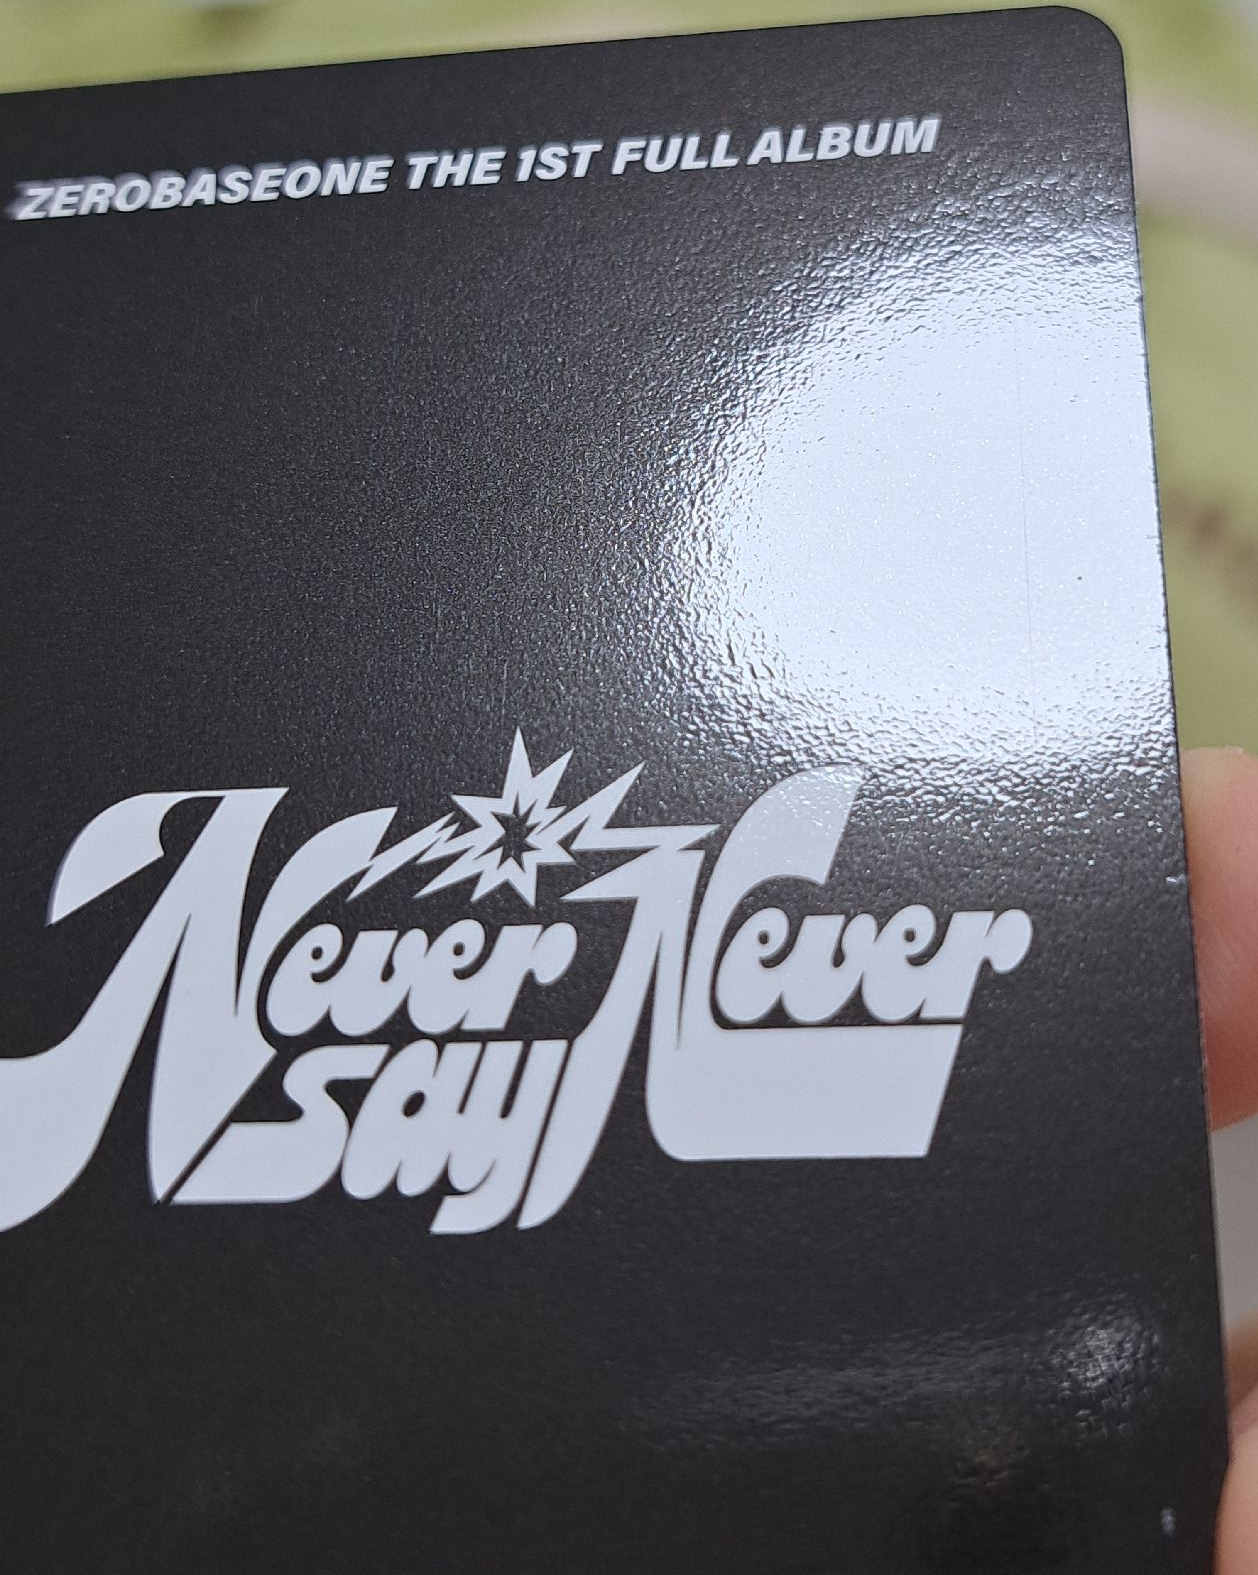 ZEROBASEONE THE 1ST FULL ALBUM
Never Never
say